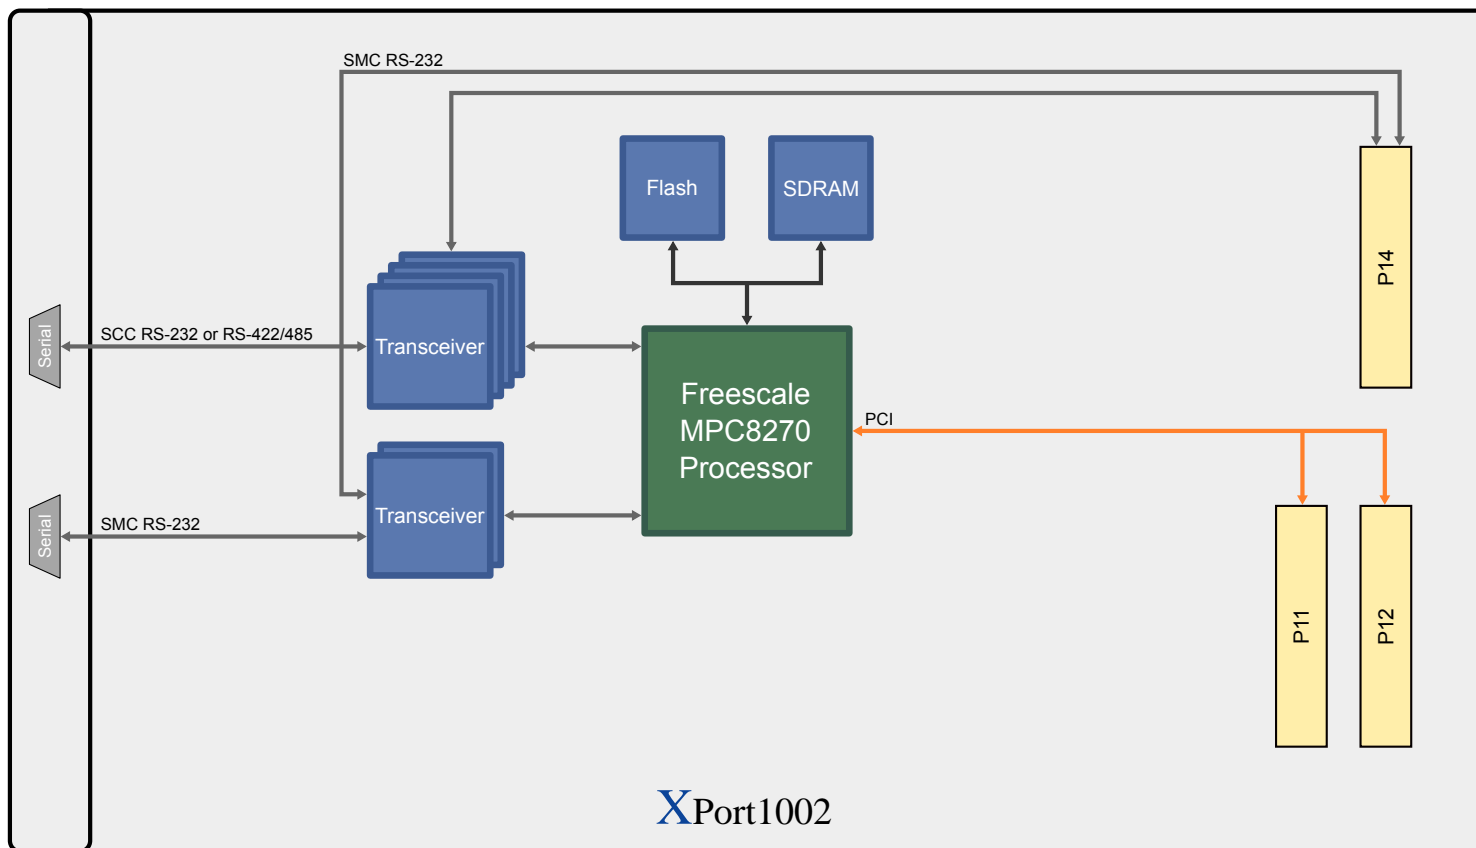 SMC RS-232
Flash
SDRAM
P14
Serial
SCC RS-232 or RS-422/485
Transceiver
Freescale
MPC8270
Processor
PCI
Serial
SMC RS-232
Transceiver
P11
P12
XPort1002